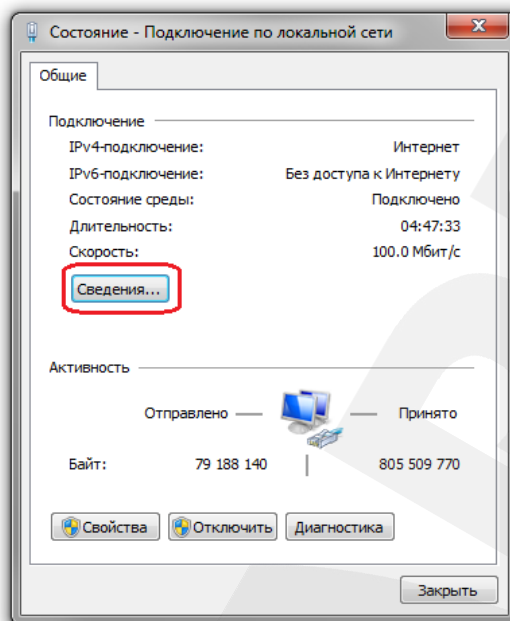 Состояние - Подключение по локальной сети
Общие
Подключение
IPv4-подключение: Интернет
IPv6-подключение: Без доступа к Интернету
Состояние среды: Подключено
Длительность: 04:47:33
Скорость: 100.0 Мбит/с
Сведения...
Активность
Отправлено — — Принято
Байт: 79 188 140 | 805 509 770
Свойства Отключить Диагностика
Закрыть